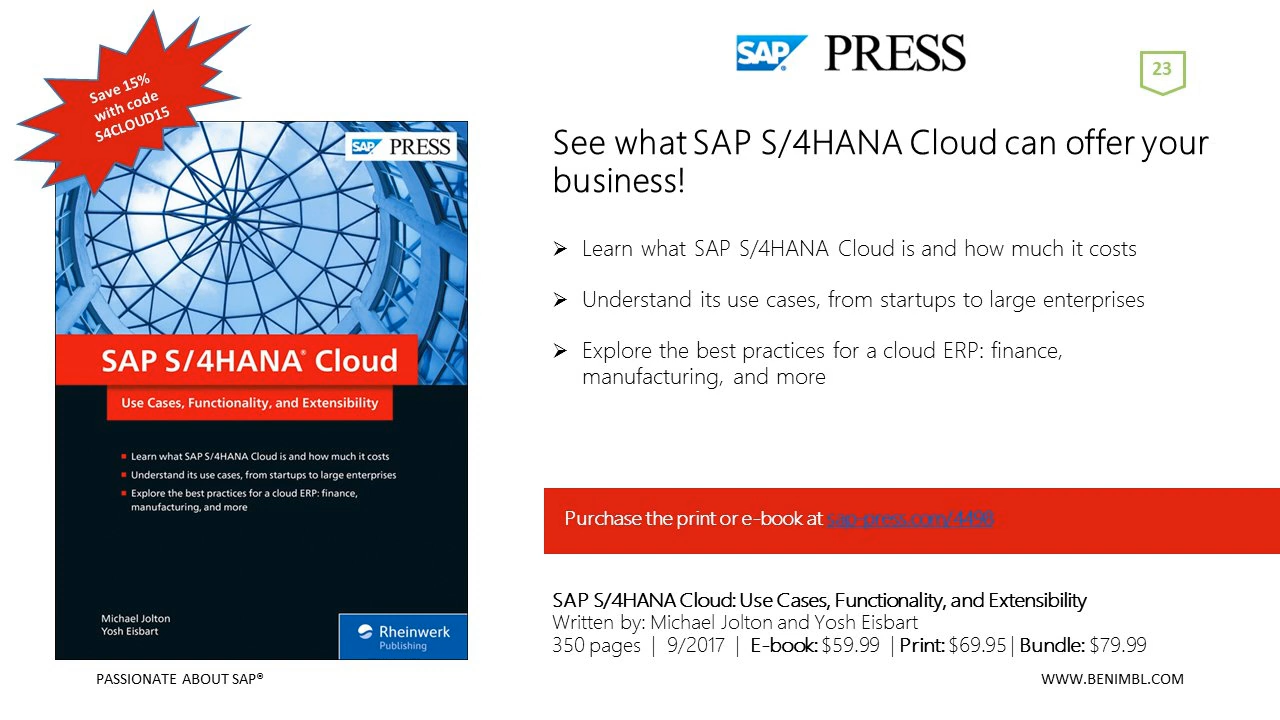 Save 15%
with code
S4CLOUD15
SAP PRESS
SAP S/4HANA® Cloud
Use Cases, Functionality, and Extensibility
Learn what SAP S/4HANA Cloud is and how much it costs
Understand its use cases, from startups to large enterprises
Explore the best practices for a cloud ERP: finance,
manufacturing, and more
Michael Jolton
Yosh Eisbart
Rheinwerk
Publishing
SAP® PRESS
23
See what SAP S/4HANA Cloud can offer your
business!
Learn what SAP S/4HANA Cloud is and how much it costs
Understand its use cases, from startups to large enterprises
Explore the best practices for a cloud ERP: finance,
manufacturing, and more
Purchase the print or e-book at sap-press.com/4498
SAP S/4HANA Cloud: Use Cases, Functionality, and Extensibility
Written by: Michael Jolton and Yosh Eisbart
350 pages | 9/2017 | E-book: $59.99 | Print: $69.95 | Bundle: $79.99
PASSIONATE ABOUT SAP®
WWW.BENIMBL.COM